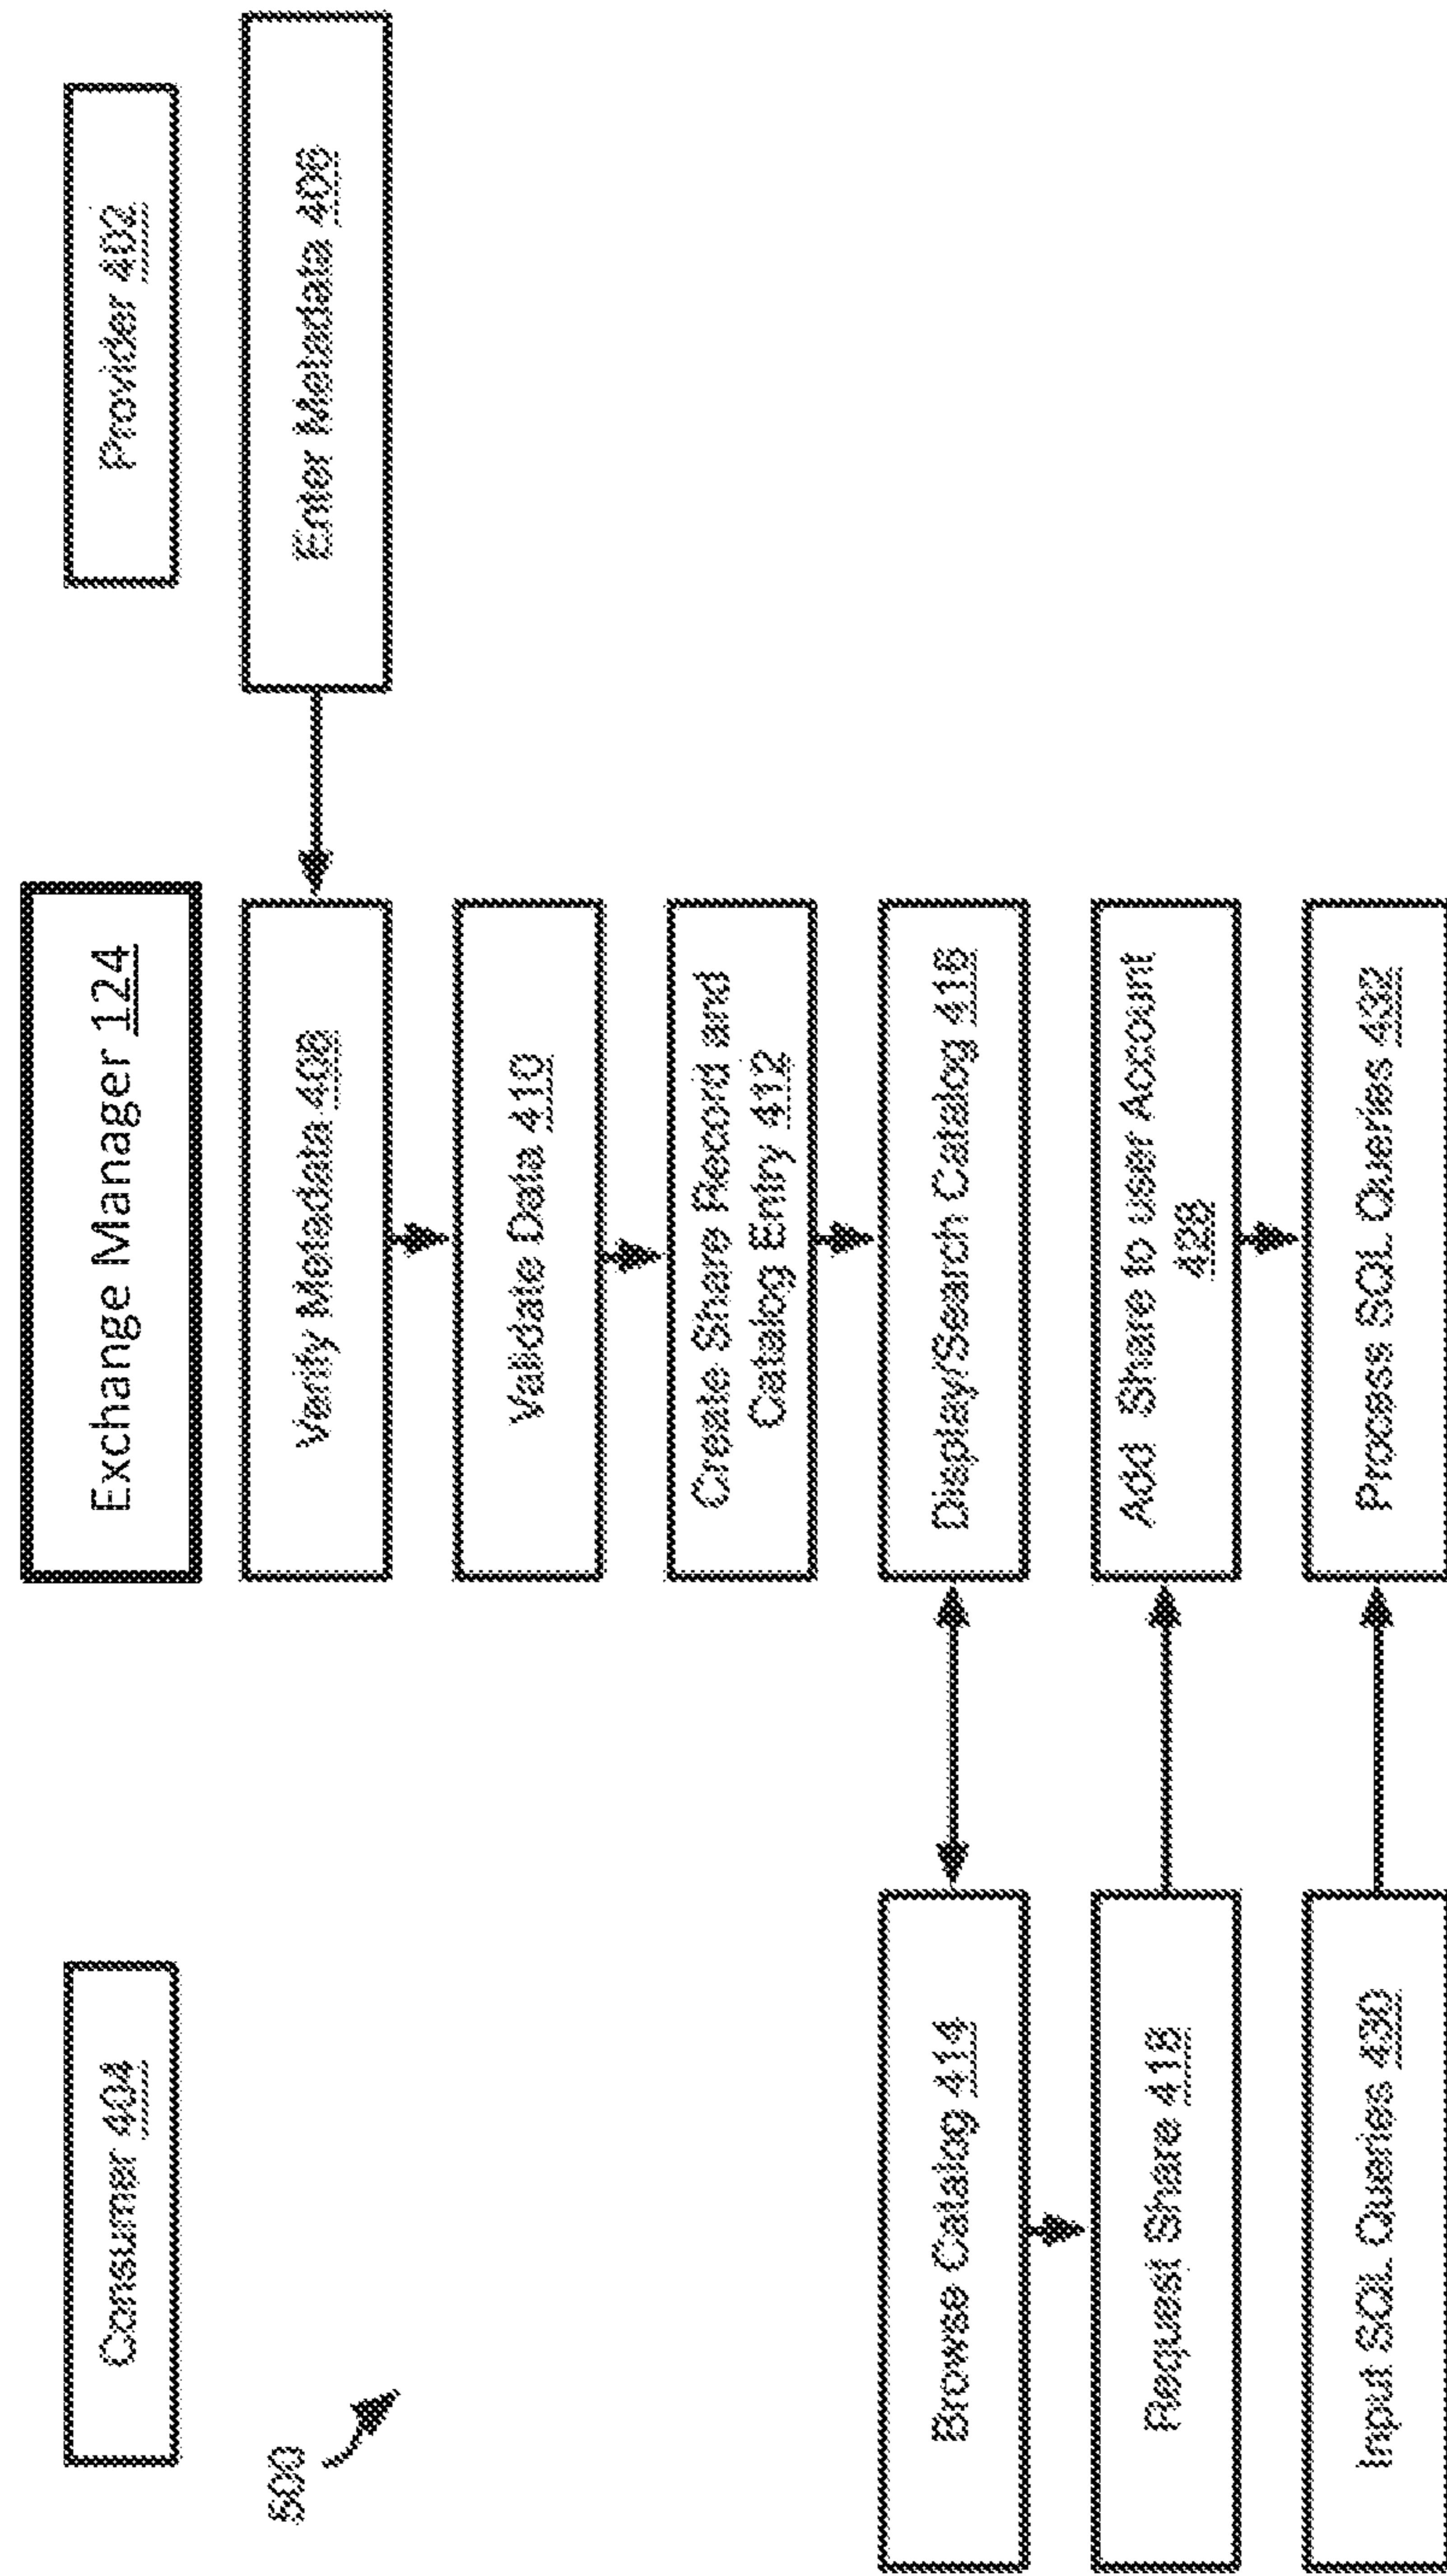 Consumer 404
Exchange Manager 124
Provider 402
500
Verify Metadata 408
Enter Metadata 406
Validate Data 410
Create Share Record and
Catalog Entry 412
Browse Catalog 414
Display/Search Catalog 416
Request Share 418
Add Share to user Account
428
Input SQL Queries 430
Process SQL Queries 432